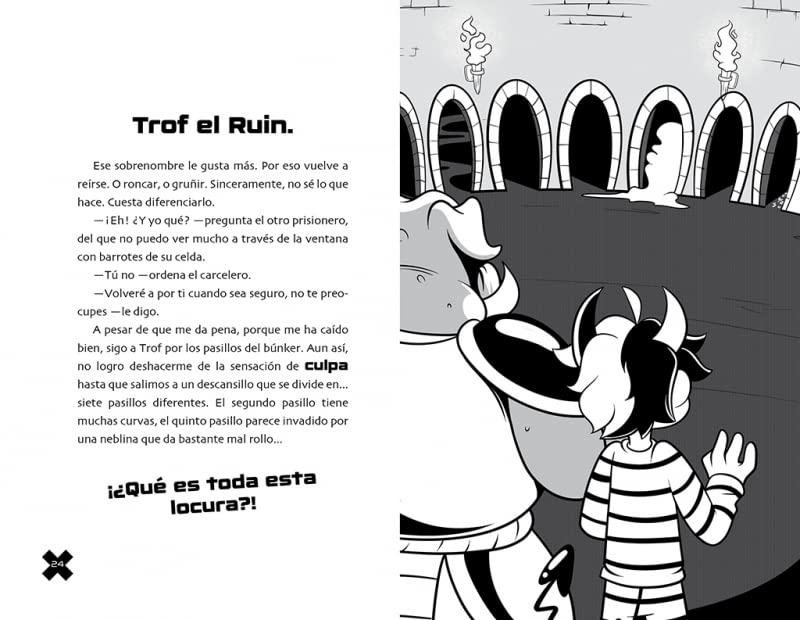 Trof el Ruin.
Ese sobrenombre le gusta más. Por eso vuelve a
reírse. O roncar, o gruñir. Sinceramente, no sé lo que
hace. Cuesta diferenciarlo.
—¡Eh! ¿Y yo qué? —pregunta el otro prisionero,
del que no puedo ver mucho a través de la ventana
con barrotes de su celda.
—Tú no —ordena el carcelero.
—Volveré a por ti cuando sea seguro, no te preo-
cupes —le digo.
A pesar de que me da pena, porque me ha caído
bien, sigo a Trof por los pasillos del búnker. Aun así,
no logro deshacerme de la sensación de culpa
hasta que salimos a un descansillo que se divide en...
siete pasillos diferentes. El segundo pasillo tiene
muchas curvas, el quinto pasillo parece invadido por
una neblina que da bastante mal rollo...
¡¿Qué es toda esta
locura?!
24